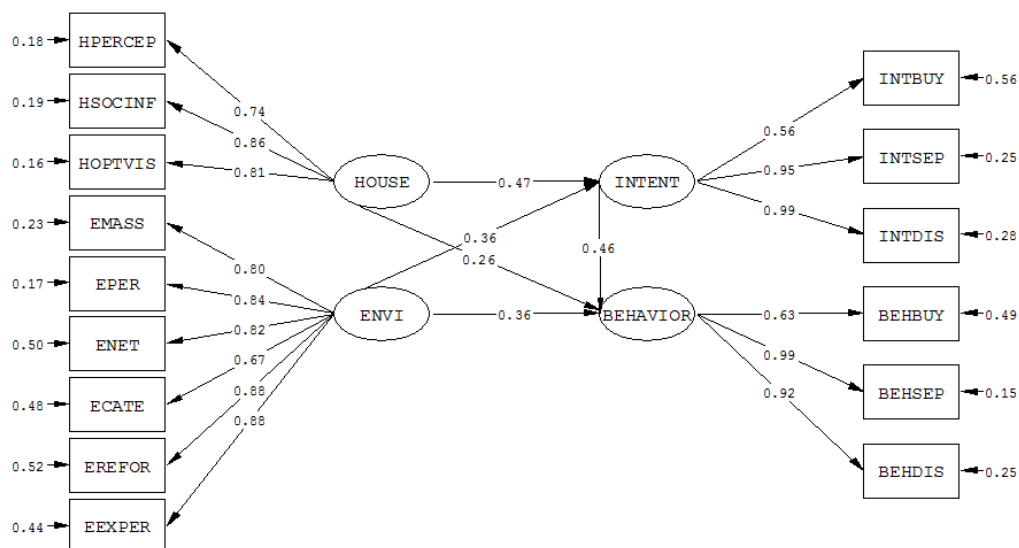 0.18 HPERCEP
0.19 HSOCINF
0.16 HOPTVIS
0.23 EMASS
0.17 EPER
0.50 ENET
0.48 ECATE
0.52 EREFOR
0.44 EEXPER
0.74
0.86
0.81
0.80
0.84
0.82
0.67
0.88
0.88
HOUSE
ENVI
0.47
0.36
0.26
0.36
0.46
INTENT
BEHAVIOR
0.56
0.95
0.99
0.63
0.99
0.92
INTBUY 0.56
INTSEP 0.25
INTDIS 0.28
BEHBUY 0.49
BEHSEP 0.15
BEHDIS 0.25